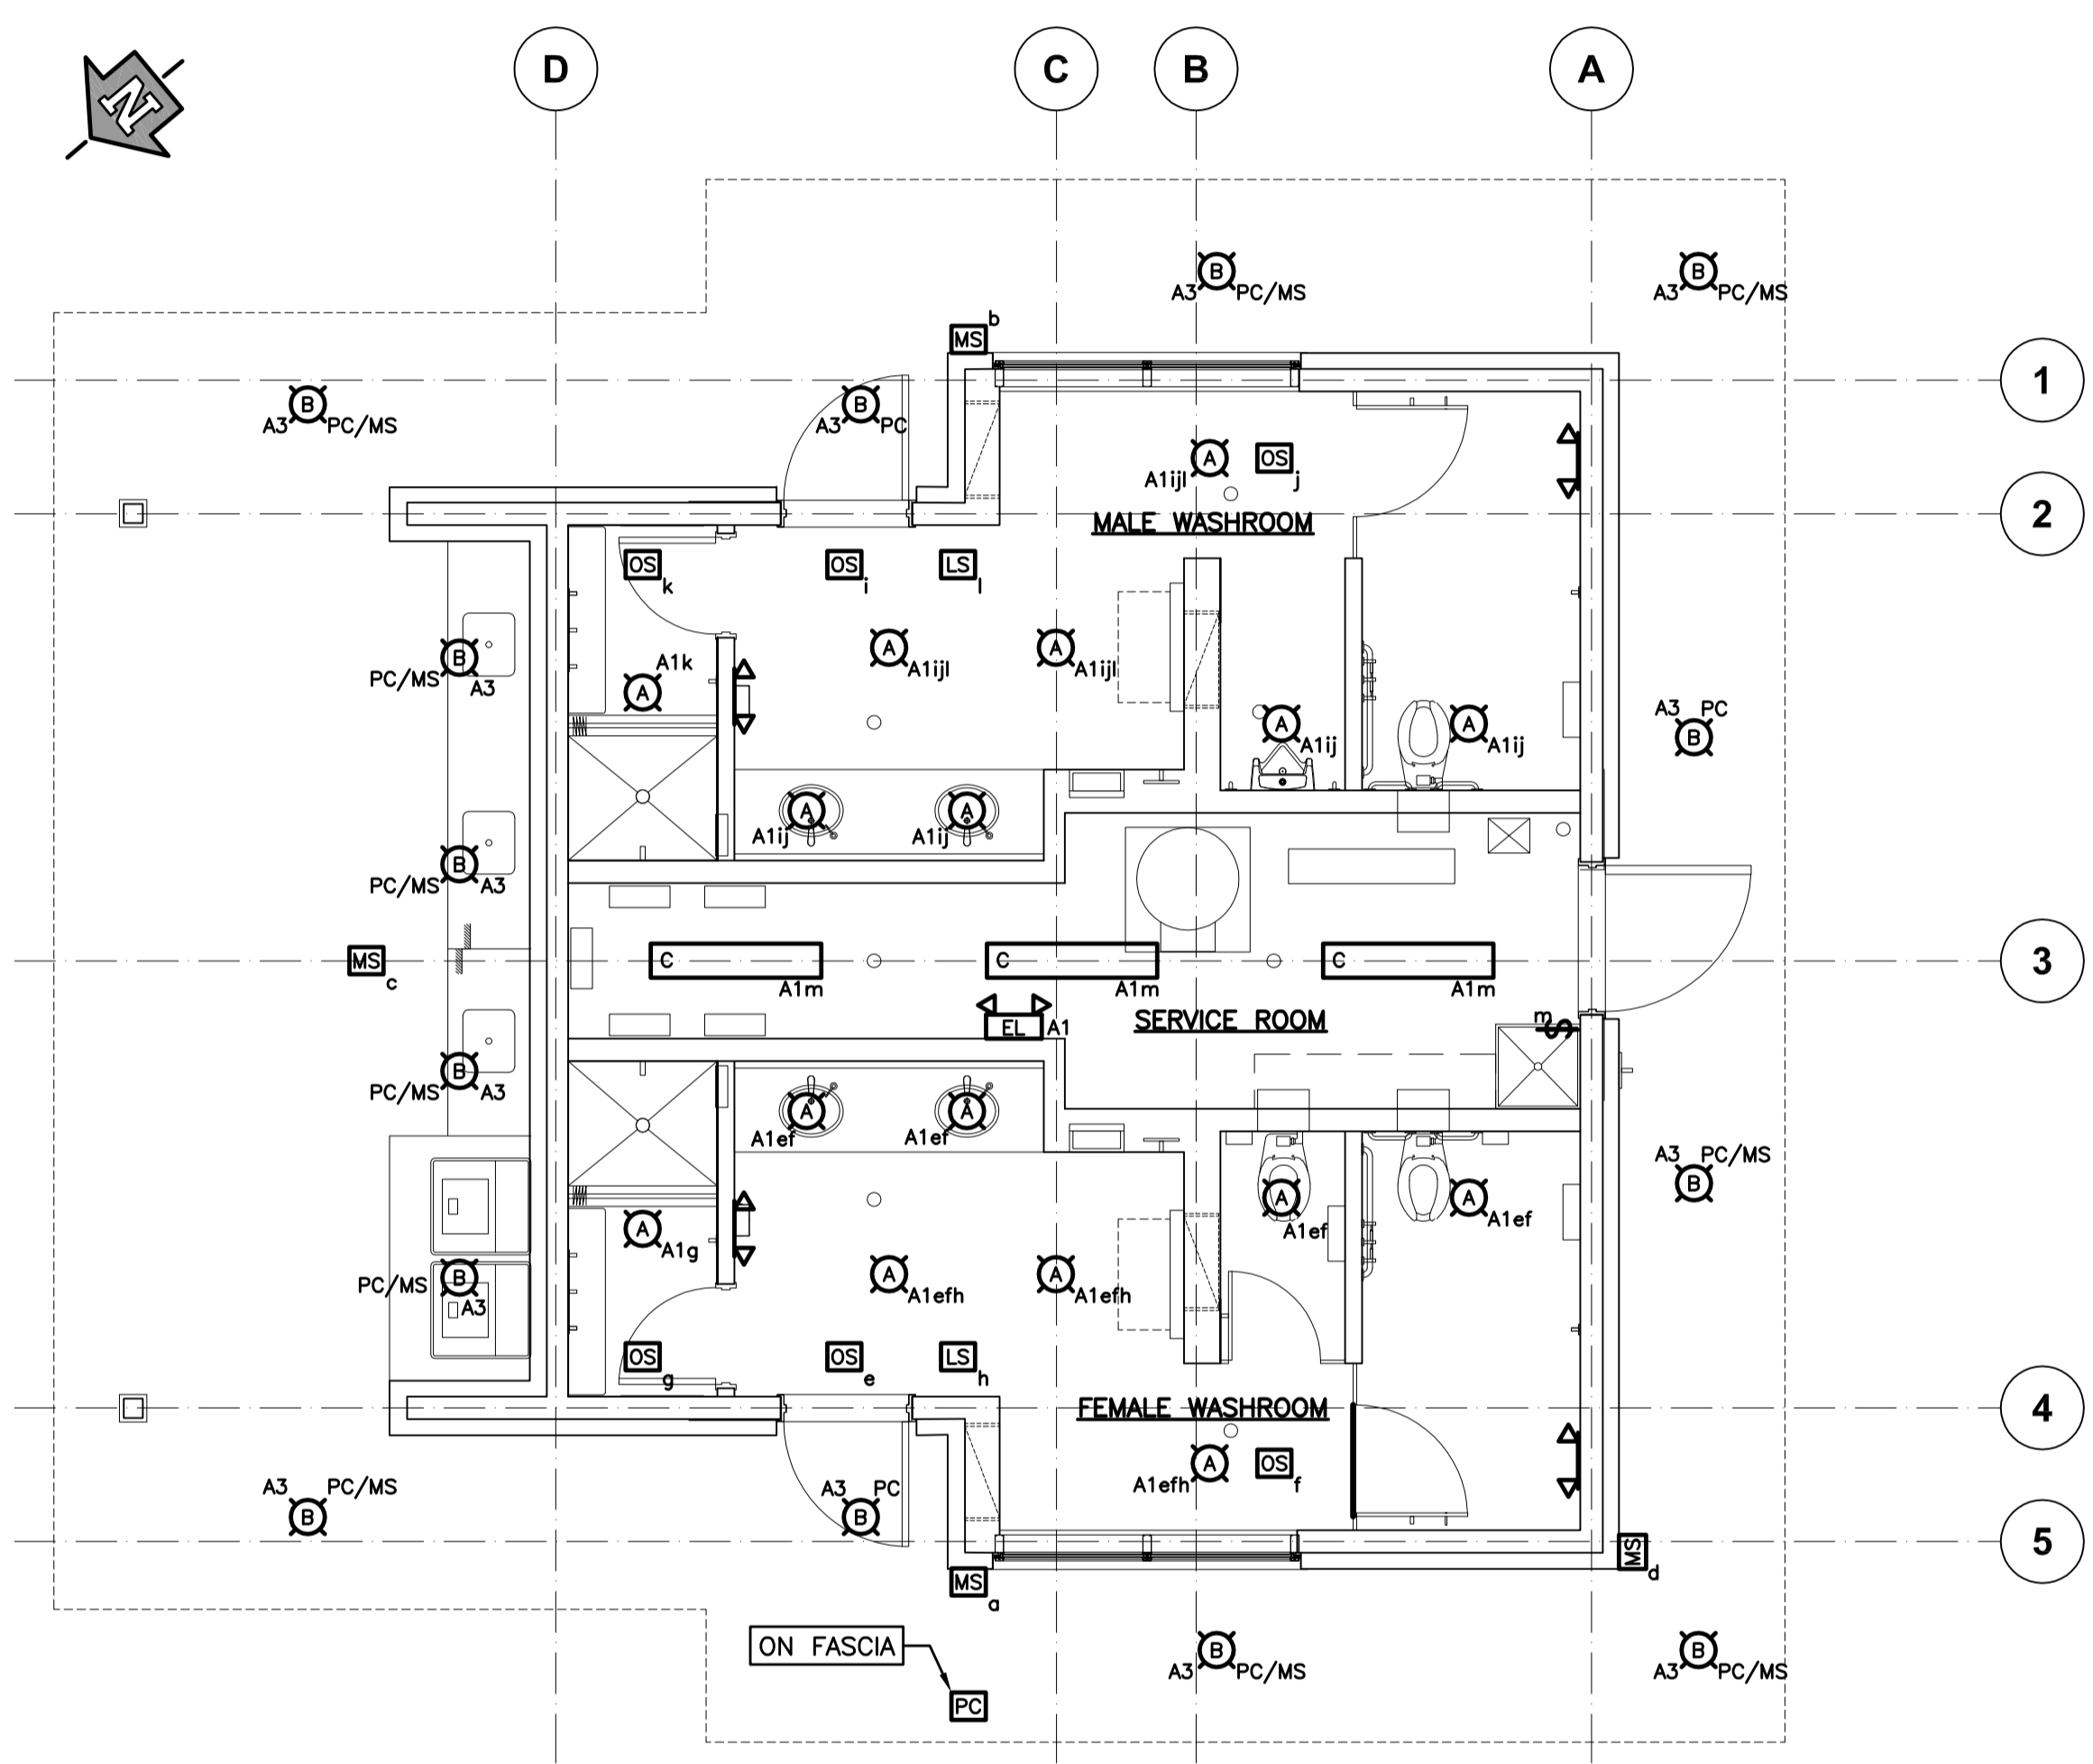 N
D
C
B
A
B
A3
PC/MS
B
A3
PC/MS
MS
b
1
B
A3
PC/MS
B
A3
PC
A
A1ijl
OS
j
MALE WASHROOM
2
OS
k
OS
i
LS
l
B
PC/MS
A3
A1k
A
A
A1ijl
A
A1ijl
A
A1ij
A
A1ij
A3
PC
B
A
A1ij
A
A1ij
B
PC/MS
A3
MS
c
C
A1m
C
A1m
C
A1m
3
EL
A1
SERVICE ROOM
m
$
B
PC/MS
A3
A
A1ef
A
A1ef
A3
PC/MS
B
A
A1g
A
A1ef
A
A1ef
B
PC/MS
A3
A
A1efh
A
A1efh
OS
g
OS
e
LS
h
FEMALE WASHROOM
4
A
A1efh
OS
f
A3
PC/MS
B
A3
PC
B
5
MS
d
MS
a
ON FASCIA
PC
B
A3
PC/MS
B
A3
PC/MS